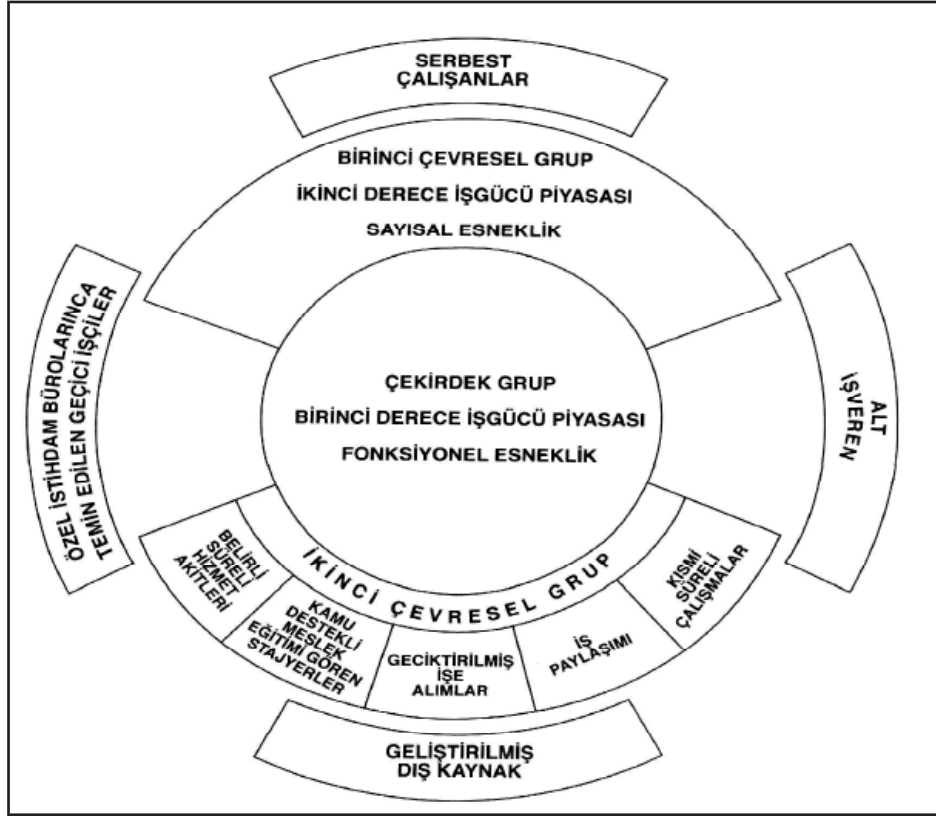 SERBEST
ÇALIŞANLAR
BİRİNCİ ÇEVRESEL GRUP
İKİNCİ DERECE İŞGÜCÜ PİYASASI
SAYISAL ESNEKLİK
ÖZEL İSTİHDAM BÜROLARINCA
TEMİN EDİLEN GEÇİCİ İŞÇİLER
ÇEKİRDEK GRUP
BİRİNCİ DERECE İŞGÜCÜ PİYASASI
FONKSİYONEL ESNEKLİK
ALT
İŞVEREN
İKİNCİ ÇEVRESEL GRUP
BELİRLİ
SÜRELİ
HİZMET
AKİTLERİ
KAMU
DESTEKLİ
MESLEK
EĞİTİMİ GÖREN
STAJYERLER
GECİKTİRİLMİŞ
İŞE
ALIMLAR
İŞ
PAYLAŞIMI
KISMİ
SÜRELİ
ÇALIŞMALAR
GELİŞTİRİLMİŞ
DIŞ KAYNAK